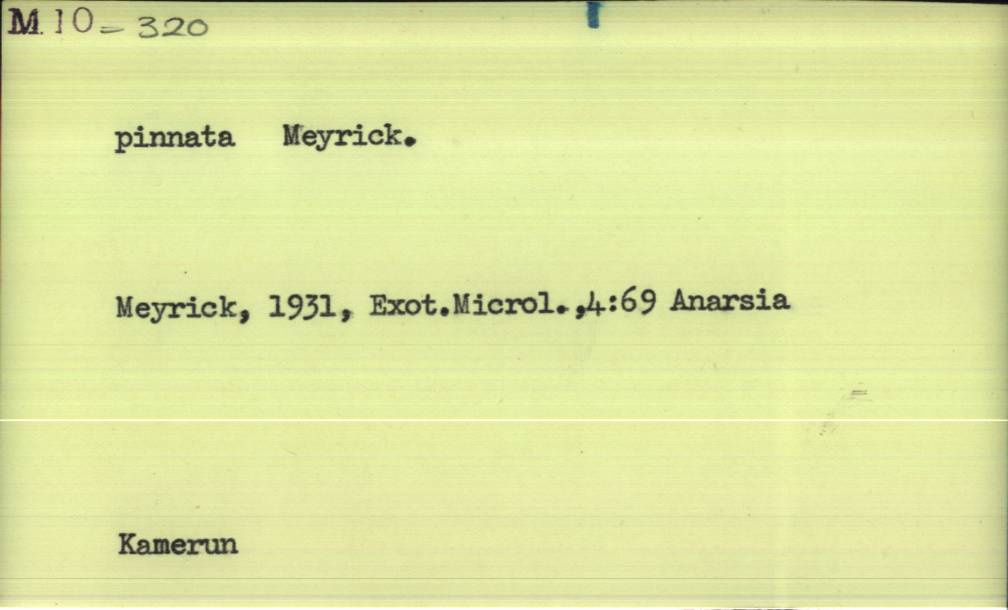 M.10-320
pinnata Meyrick.
Meyrick, 1931, Exot.Microl.,4:69 Anarsia
Kamerun